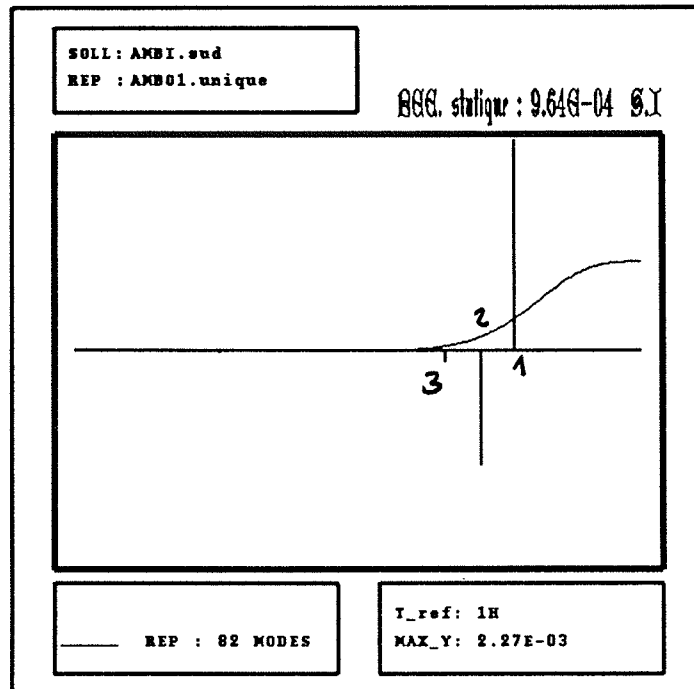 SOLL: AMBI.sud
REP : AMB01.unique
statique : 9.64E-04 S.I
2
3
1
REP : 82 MODES
T_ref: 1H
MAX_Y: 2.27E-03